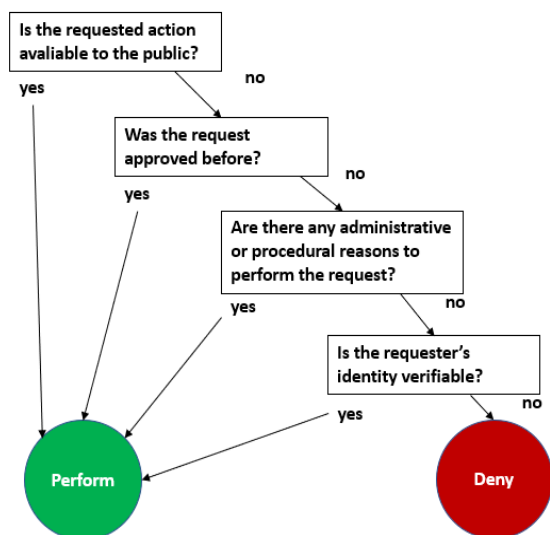 Is the requested action
avaliable to the public?
yes
no
Was the request
approved before?
yes
no
Are there any administrative
or procedural reasons to
perform the request?
yes
no
Is the requester’s
identity verifiable?
yes
no
Perform
Deny